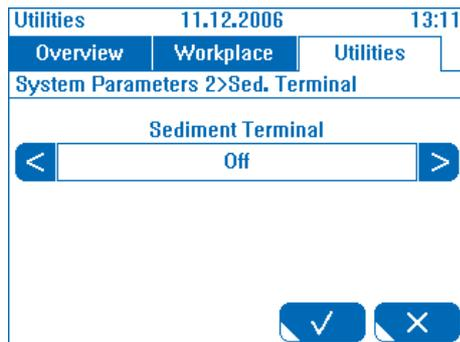 Utilities 11.12.2006 13:11
Overview Workplace Utilities
System Parameters 2>Sed. Terminal
Sediment Terminal
< Off >